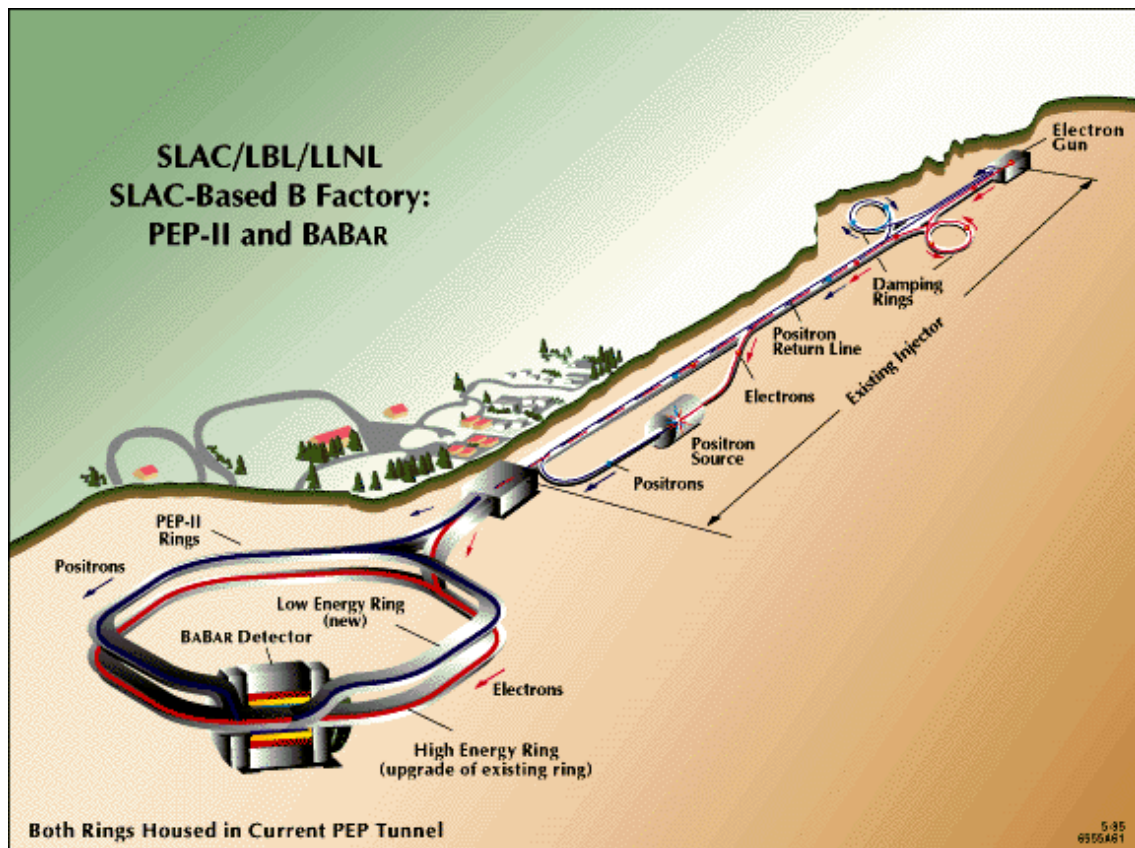 SLAC/LBL/LLNL
SLAC-Based B Factory:
PEP-II and BABAR
Electron
Gun
Damping
Rings
Positron
Return Line
Existing Injector
Electrons
Positron
Source
Positrons
PEP-II
Rings
Positrons
Low Energy Ring
(new)
BABAR Detector
Electrons
High Energy Ring
(upgrade of existing ring)
Both Rings Housed in Current PEP Tunnel
5-95
6955A61